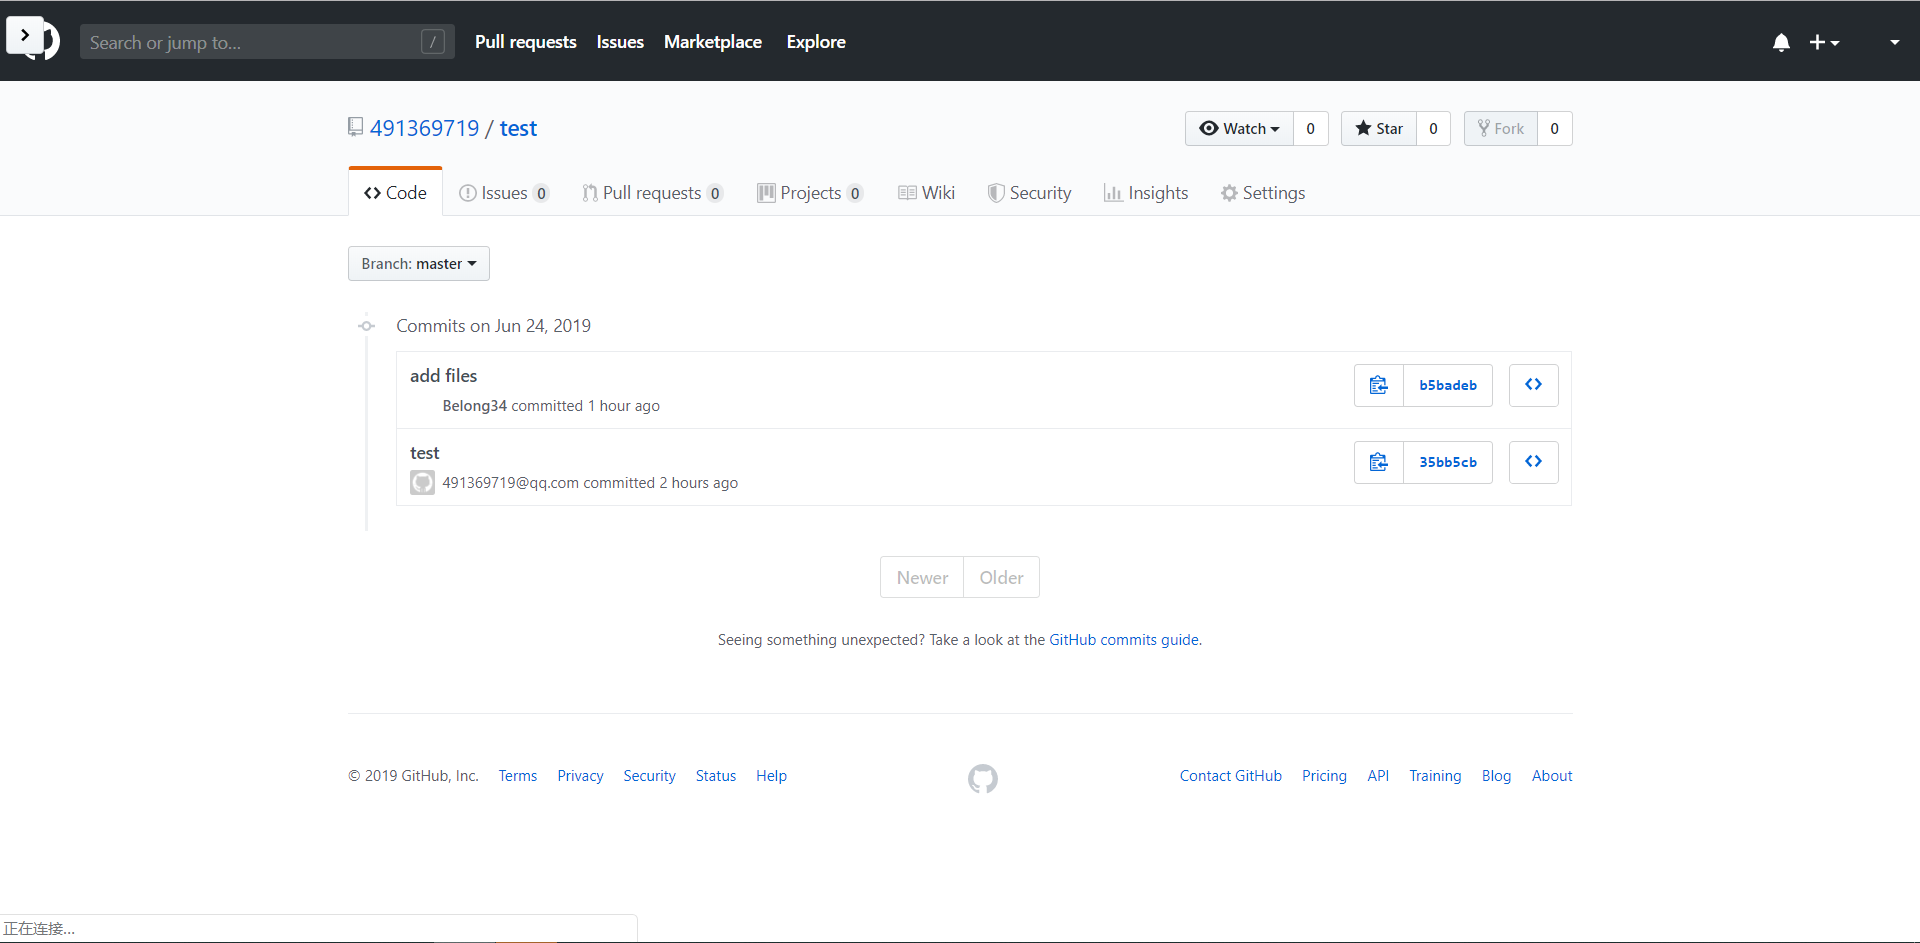 Search or jump to... / Pull requests Issues Marketplace Explore
491369719 / test Watch 0 Star 0 Fork 0
Code Issues 0 Pull requests 0 Projects 0 Wiki Security Insights Settings
Branch: master
Commits on Jun 24, 2019
add files
Belong34 committed 1 hour ago
b5badeb
test
491369719@qq.com committed 2 hours ago
35bb5cb
Newer Older
Seeing something unexpected? Take a look at the GitHub commits guide.
© 2019 GitHub, Inc. Terms Privacy Security Status Help Contact GitHub Pricing API Training Blog About
正在连接...